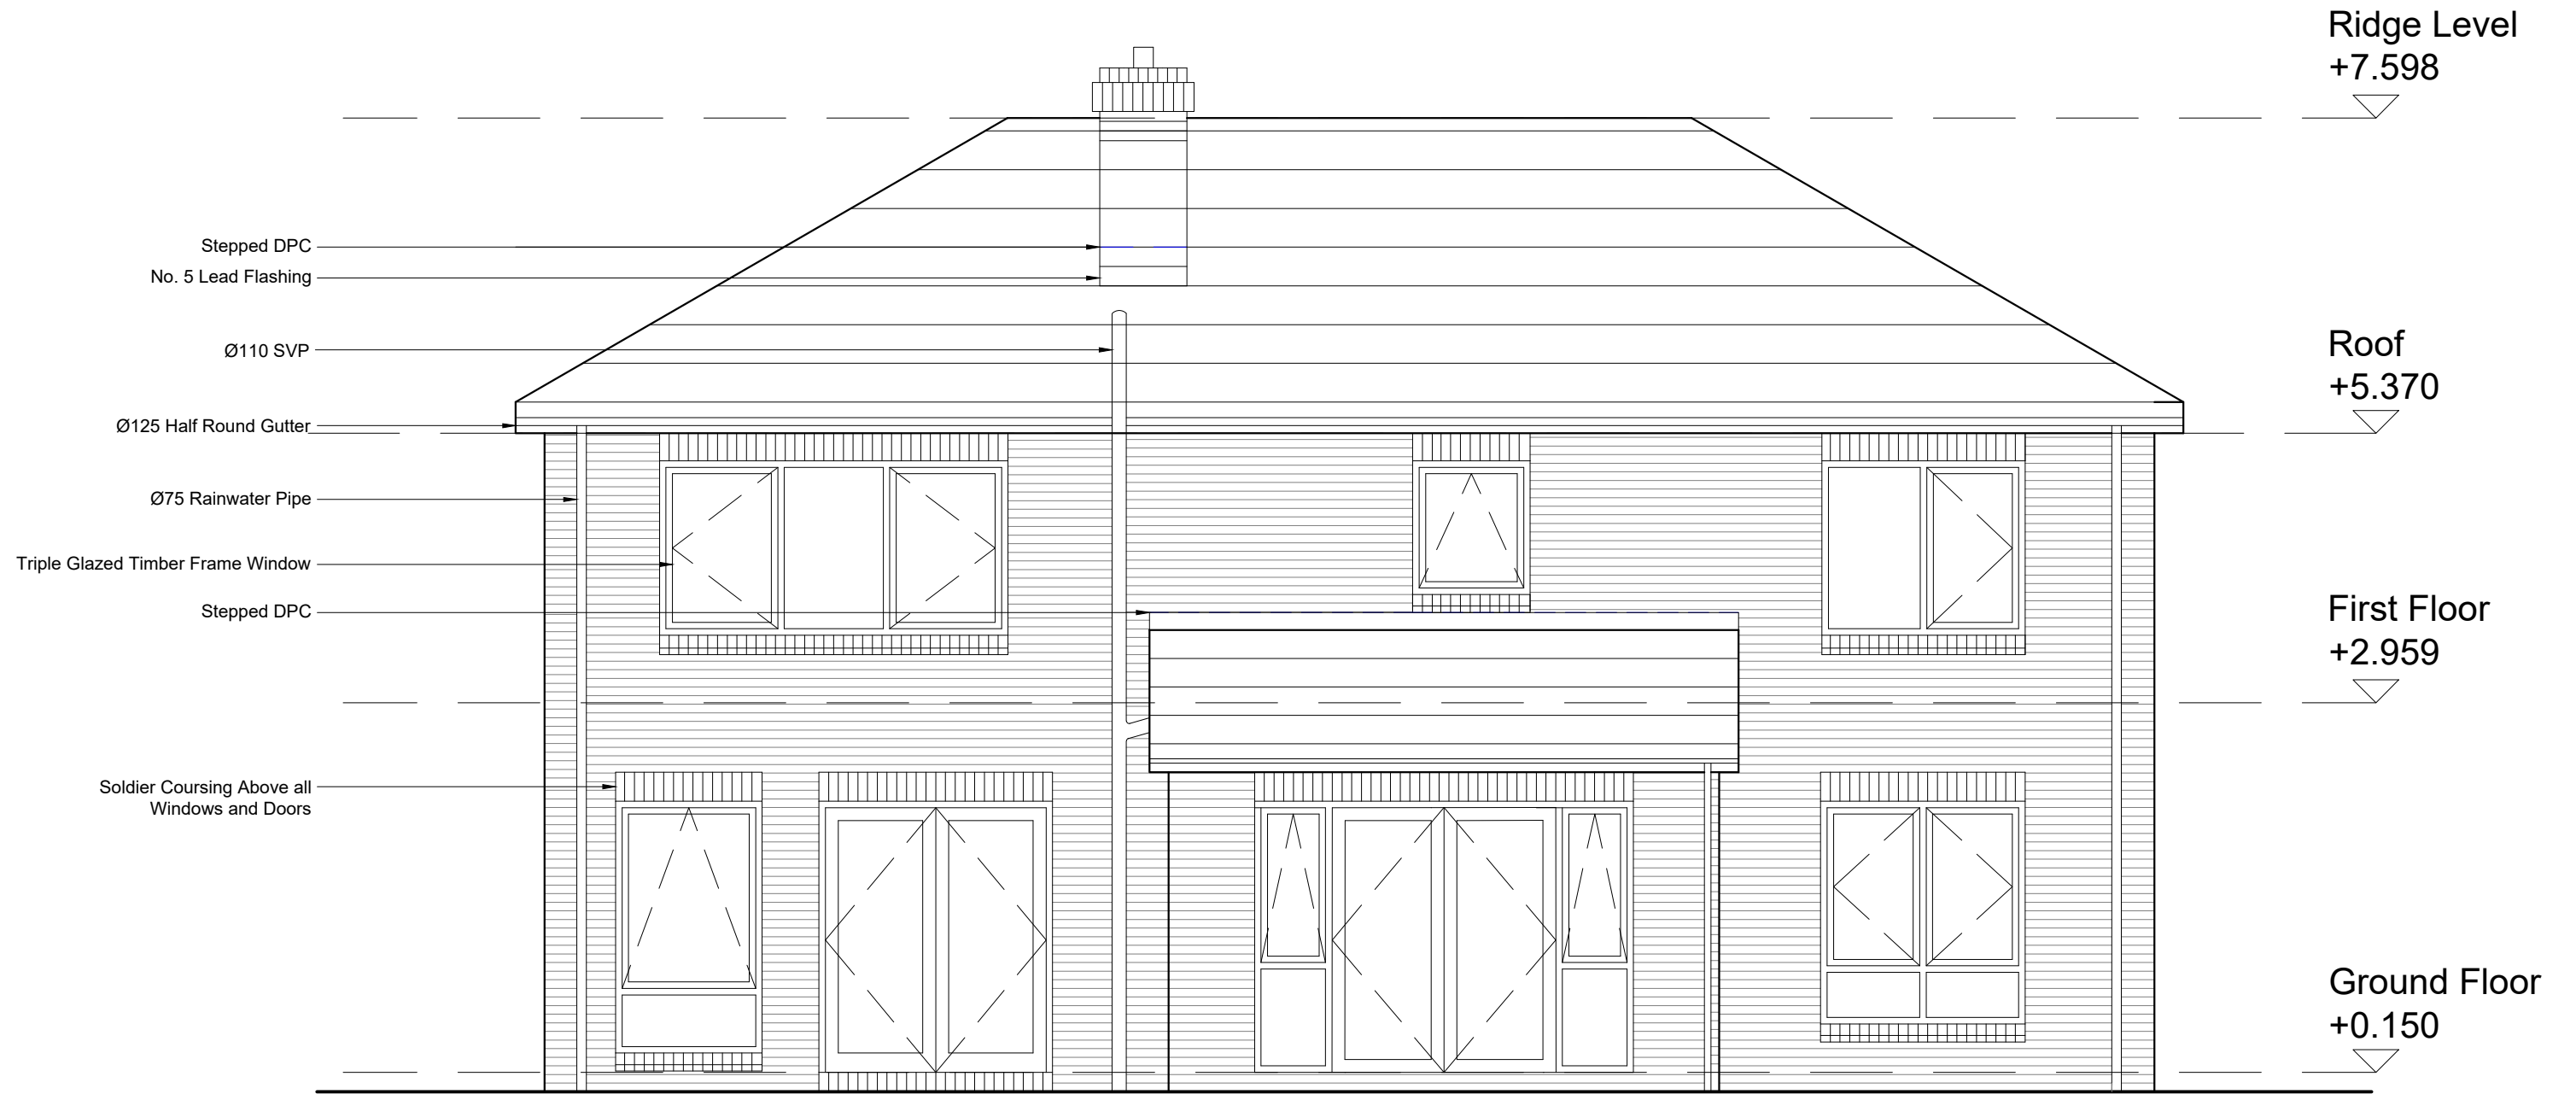 Ridge Level
+7.598
Stepped DPC
No. 5 Lead Flashing
Ø110 SVP
Roof
+5.370
Ø125 Half Round Gutter
Ø75 Rainwater Pipe
Triple Glazed Timber Frame Window
Stepped DPC
First Floor
+2.959
Soldier Coursing Above all
Windows and Doors
Ground Floor
+0.150